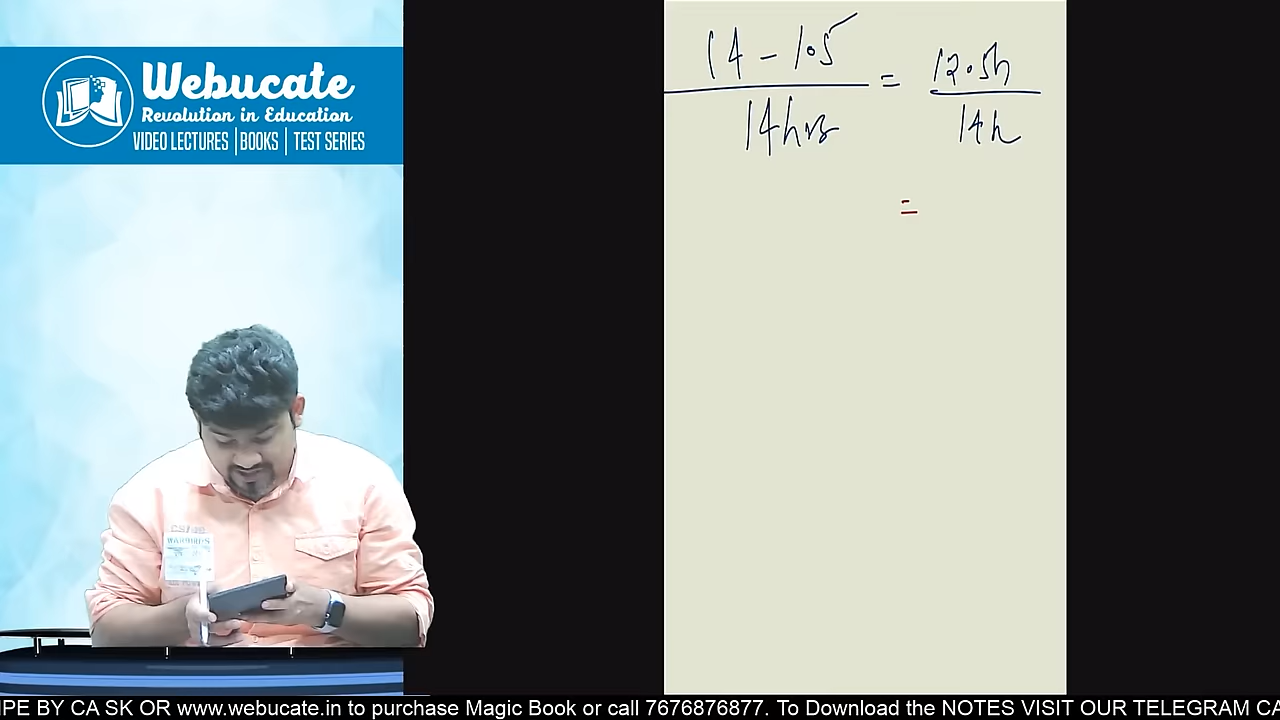 Webucate
Revolution in Education
VIDEO LECTURES | BOOKS | TEST SERIES
14 - 1.5 = 12.5h
14hrs 14h
=
IPE BY CA SK OR www.webucate.in to purchase Magic Book or call 7676876877. To Download the NOTES VISIT OUR TELEGRAM CA